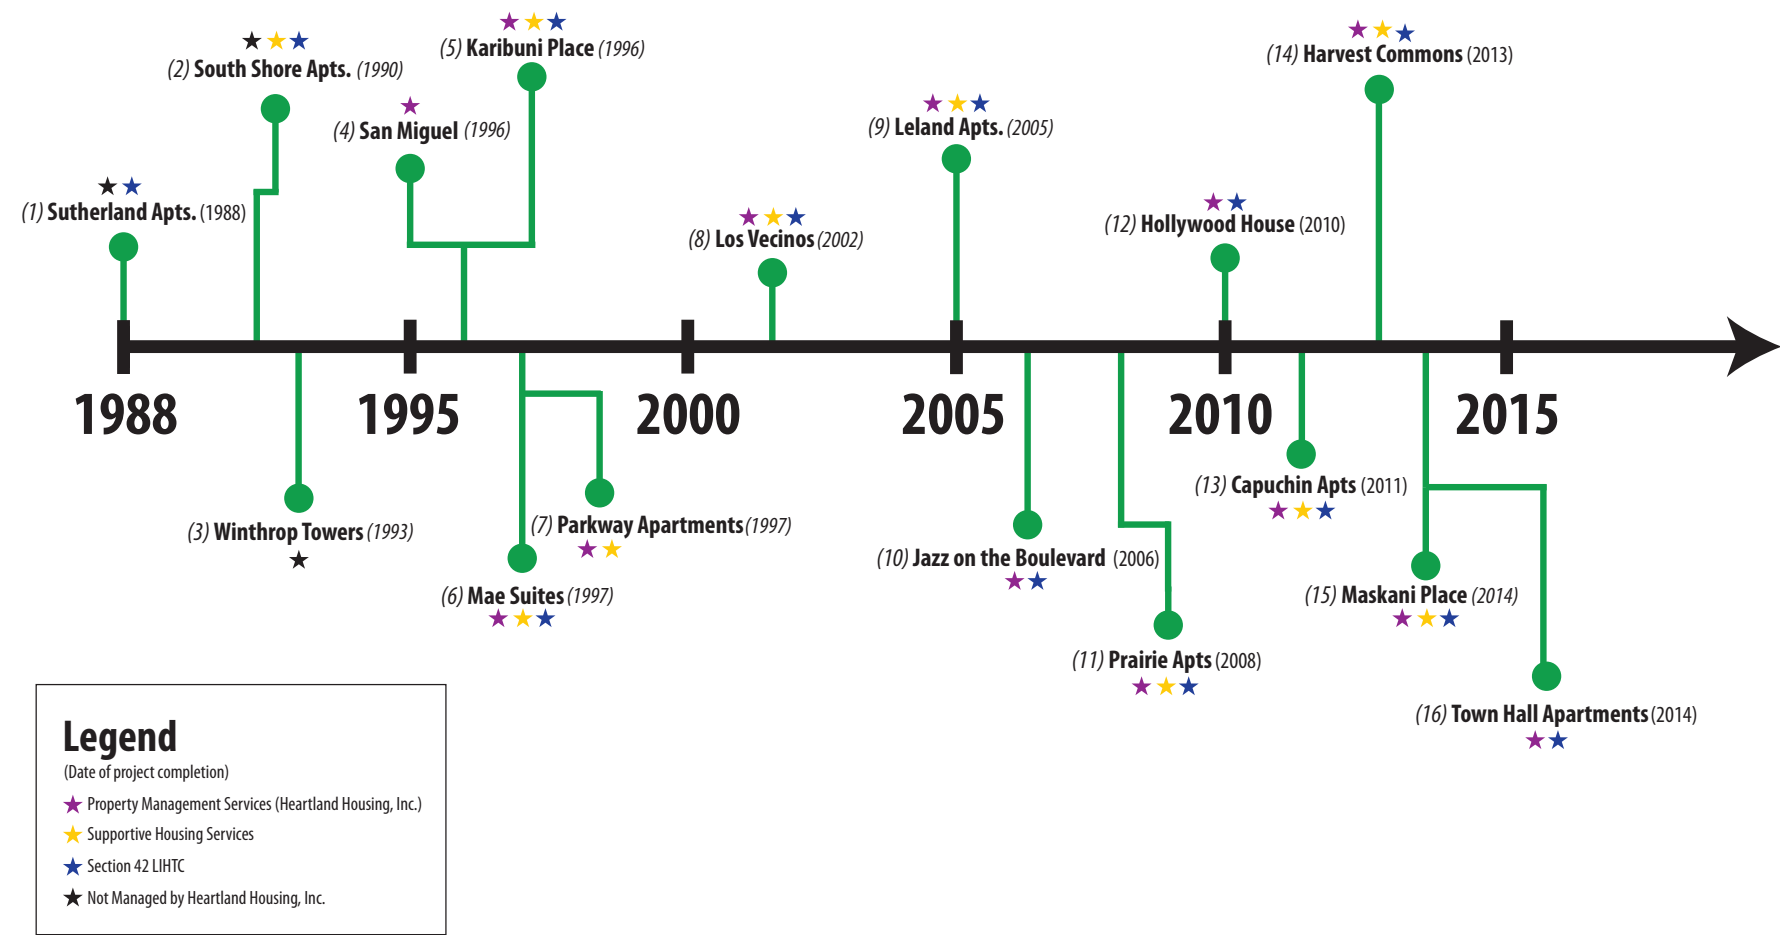 (1) Sutherland Apts. (1988)
(2) South Shore Apts. (1990)
(4) San Miguel (1996)
(5) Karibuni Place (1996)
(8) Los Vecinos (2002)
(9) Leland Apts. (2005)
(12) Hollywood House (2010)
(14) Harvest Commons (2013)
1988
1995
2000
2005
2010
2015
(3) Winthrop Towers (1993)
(6) Mae Suites (1997)
(7) Parkway Apartments (1997)
(10) Jazz on the Boulevard (2006)
(11) Prairie Apts (2008)
(13) Capuchin Apts (2011)
(15) Maskani Place (2014)
(16) Town Hall Apartments (2014)
Legend
(Date of project completion)
Property Management Services (Heartland Housing, Inc.)
Supportive Housing Services
Section 42 LIHTC
Not Managed by Heartland Housing, Inc.